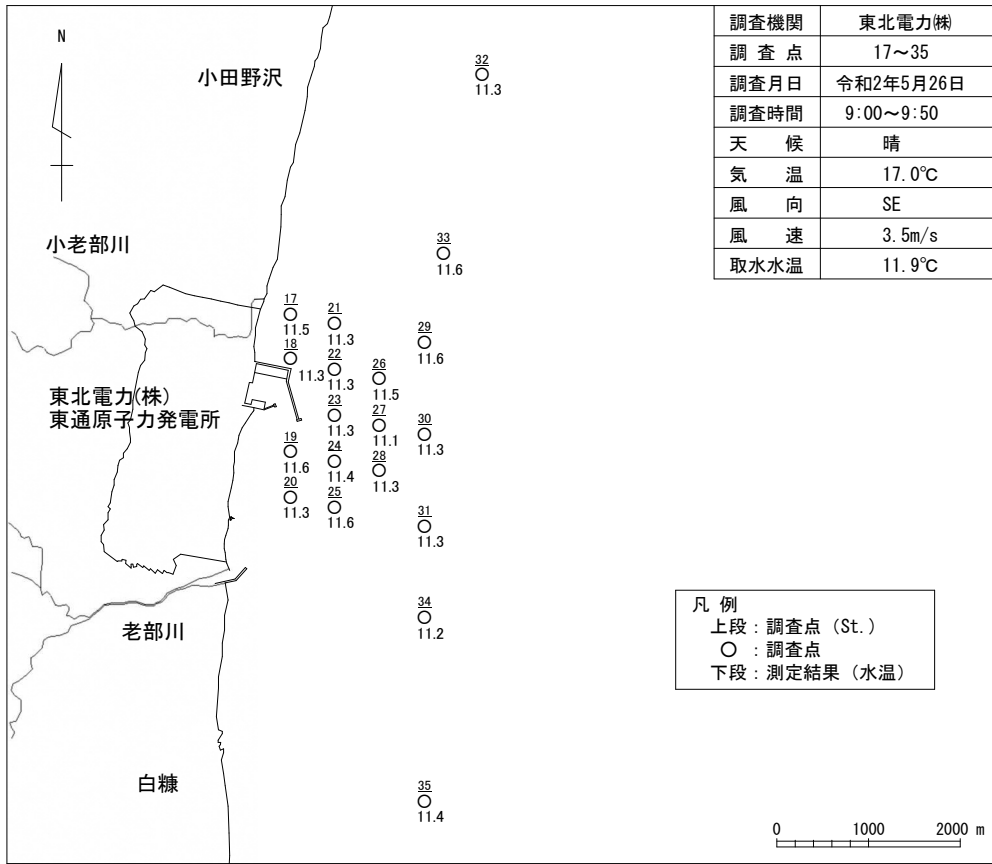 調査機関 東北電力㈱
調査点 17～35
調査月日 令和2年5月26日
調査時間 9:00～9:50
天候 晴
気温 17.0℃
風向 SE
風速 3.5m/s
取水水温 11.9℃
N
小田野沢
32
11.3
小老部川
33
11.6
17
11.5
21
11.3
29
11.6
18
11.3
22
11.3
26
11.5
東北電力(株)
東通原子力発電所
23
11.3
27
11.1
30
11.3
19
11.6
24
11.4
28
11.3
20
11.3
25
11.6
31
11.3
34
11.2
老部川
凡 例
上段：調査点（St.）
○ ：調査点
下段：測定結果（水温）
白糠
35
11.4
0 1000 2000 m